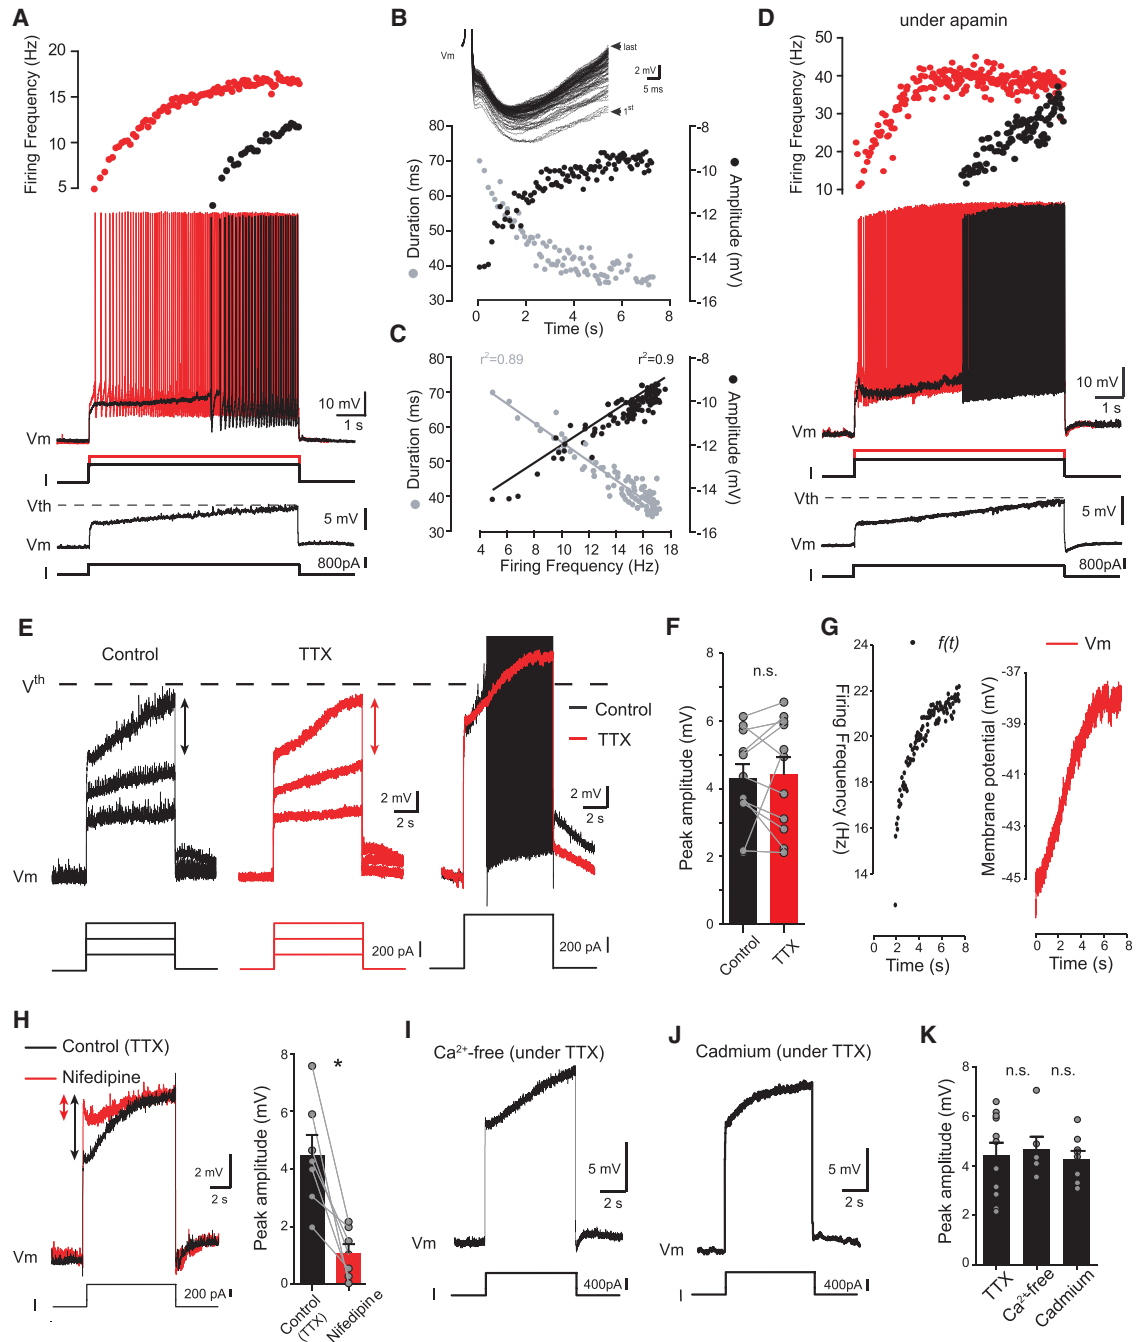 A
Firing Frequency (Hz)
20
15
10
5
10 mV
1 s
Vm
I
Vth
5 mV
Vm
I
800pA
B
Vm
last
2 mV
5 ms
1st
80
70
60
50
40
30
Duration (ms)
-8
-10
-12
-14
-16
Amplitude (mV)
0
2
4
6
8
Time (s)
C
r²=0.89
r²=0.9
80
70
60
50
40
30
Duration (ms)
-8
-10
-12
-14
-16
Amplitude (mV)
4 6 8 10 12 14 16 18
Firing Frequency (Hz)
D
under apamin
Firing Frequency (Hz)
50
40
30
20
10
10 mV
1 s
Vm
I
Vth
5 mV
Vm
I
800pA
E
Control
TTX
Vth
Control
TTX
2 mV
2 s
2 mV
2 s
Vm
200 pA
200 pA
F
n.s.
Peak amplitude (mV)
8
6
4
2
0
Control
TTX
G
f(t)
Firing Frequency (Hz)
24
22
20
18
16
14
0 2 4 6 8
Time (s)
Vm
Membrane potential (mV)
-37
-39
-41
-43
-45
0 2 4 6 8
Time (s)
H
Control (TTX)
Nifedipine
2 mV
2 s
Vm
I
200 pA
Peak amplitude (mV)
8
6
4
2
0
*
Control (TTX)
Nifedipine
I
Ca²⁺-free (under TTX)
5 mV
2 s
Vm
I
400pA
J
Cadmium (under TTX)
5 mV
2 s
Vm
I
400pA
K
n.s.
n.s.
Peak amplitude (mV)
8
6
4
2
0
TTX
Ca²⁺-free
Cadmium